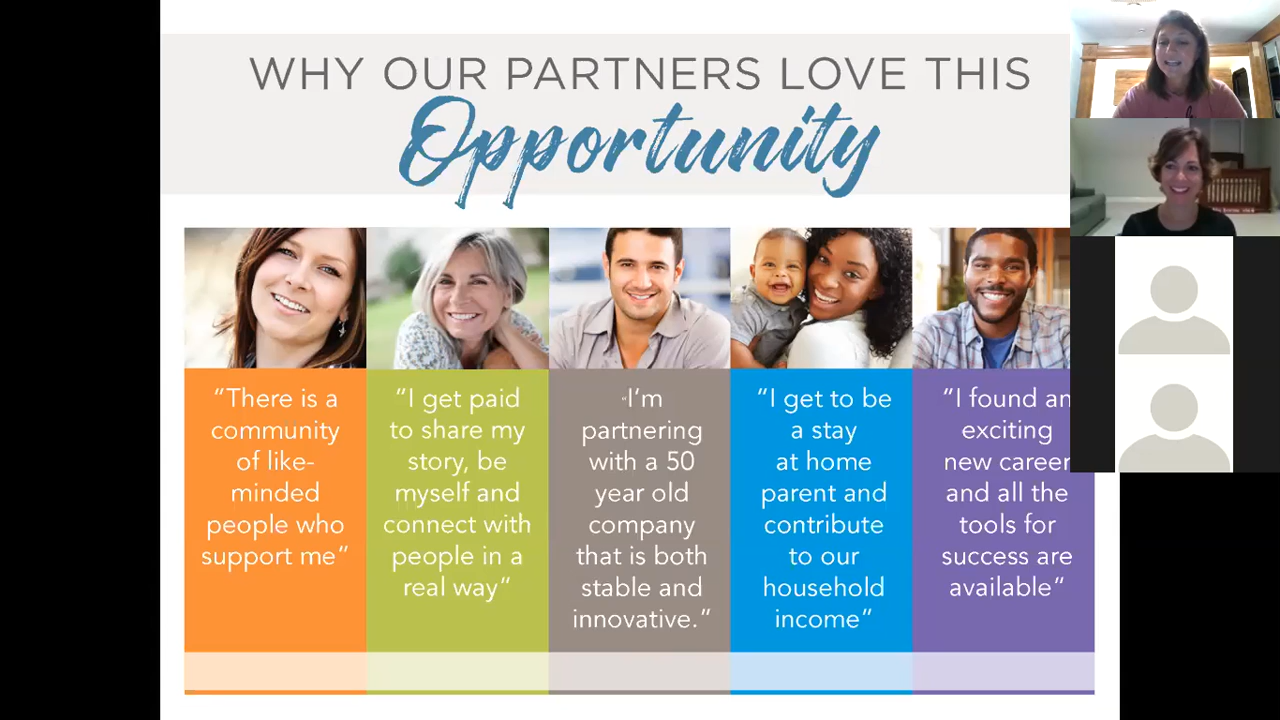 WHY OUR PARTNERS LOVE THIS
Opportunity
"There is a
community
of like-
minded
people who
support me"
"I get paid
to share my
story, be
myself and
connect with
people in a
real way"
"I'm
partnering
with a 50
year old
company
that is both
stable and
innovative."
"I get to be
a stay
at home
parent and
contribute
to our
household
income"
"I found an
exciting
new career
and all the
tools for
success are
available"